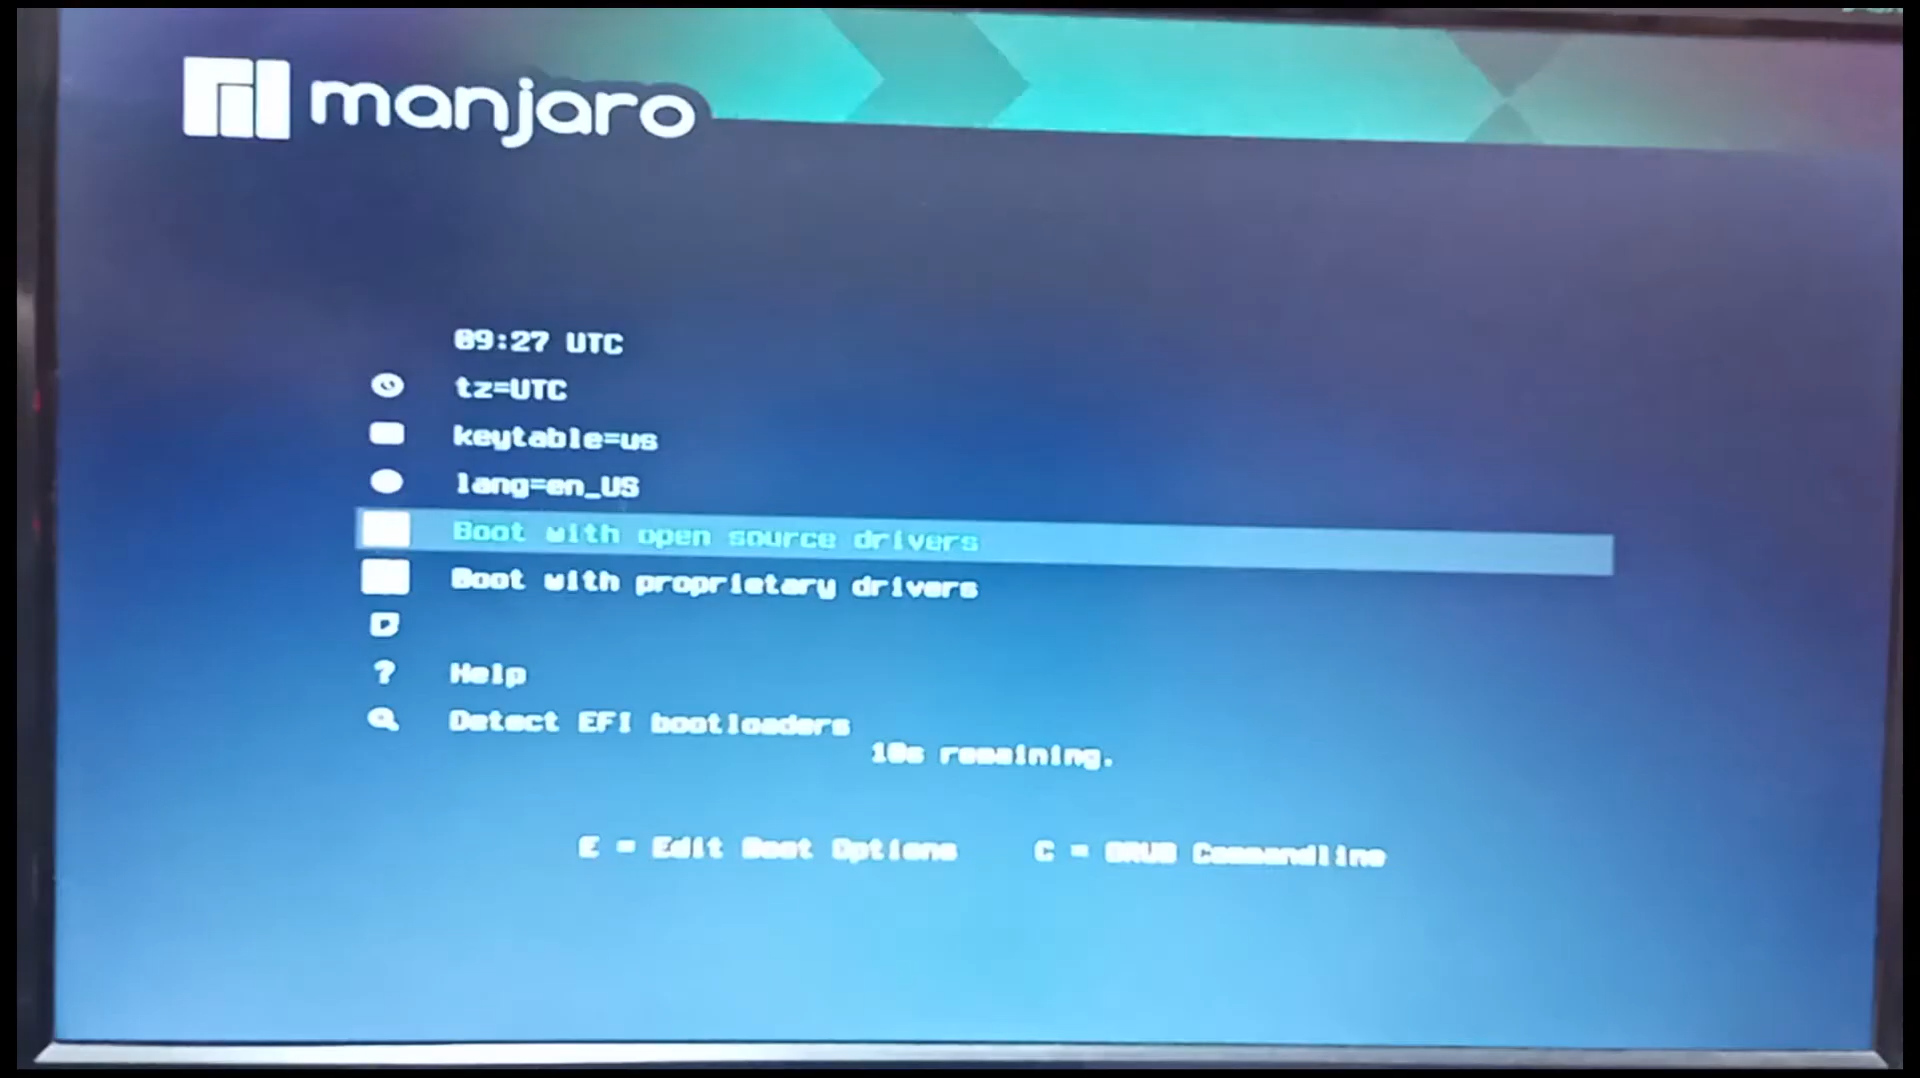 manjaro
09:27 UTC
tz=UTC
keytable=us
lang=en_US
Boot with open source drivers
Boot with proprietary drivers
? Help
Detect EFI bootloaders
10s remaining.
E = Edit Boot Options C = GRUB Commandline